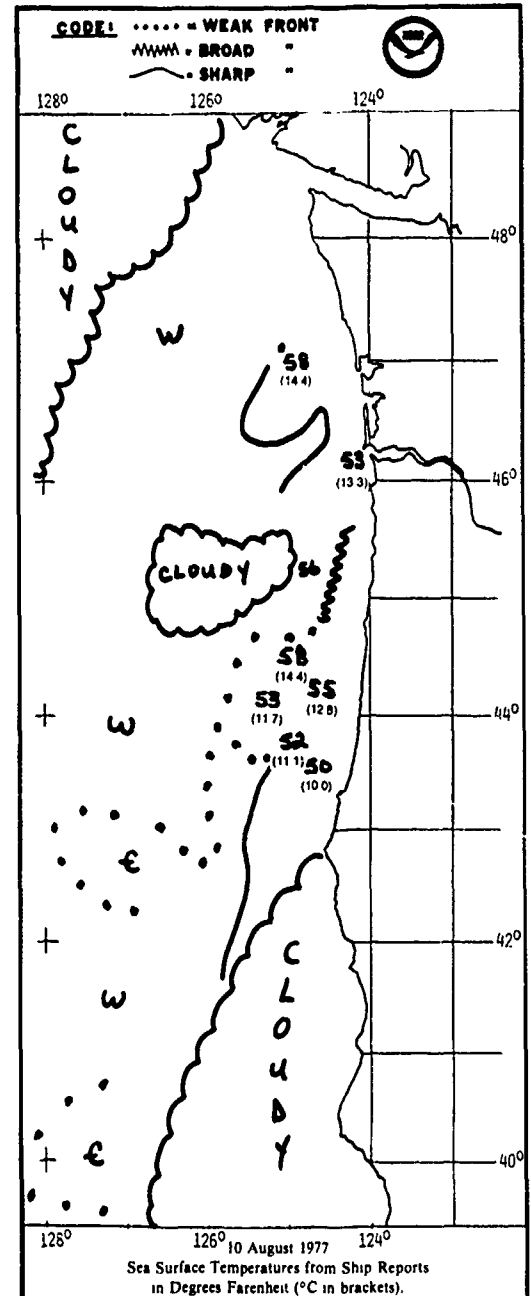 CODE: ..... = WEAK FRONT
= BROAD "
= SHARP "
128° 126° 124°
CLOUDY
48°
W
58
(14 4)
53
(13 3)
46°
CLOUDY
56
58
(14 4)
53
(11 7)
55
(12 8)
44°
W
52
(11 1)
50
(10 0)
€
42°
CLOUDY
W
€
40°
128° 126° 124°
10 August 1977
Sea Surface Temperatures from Ship Reports
in Degrees Farenheit (°C in brackets).